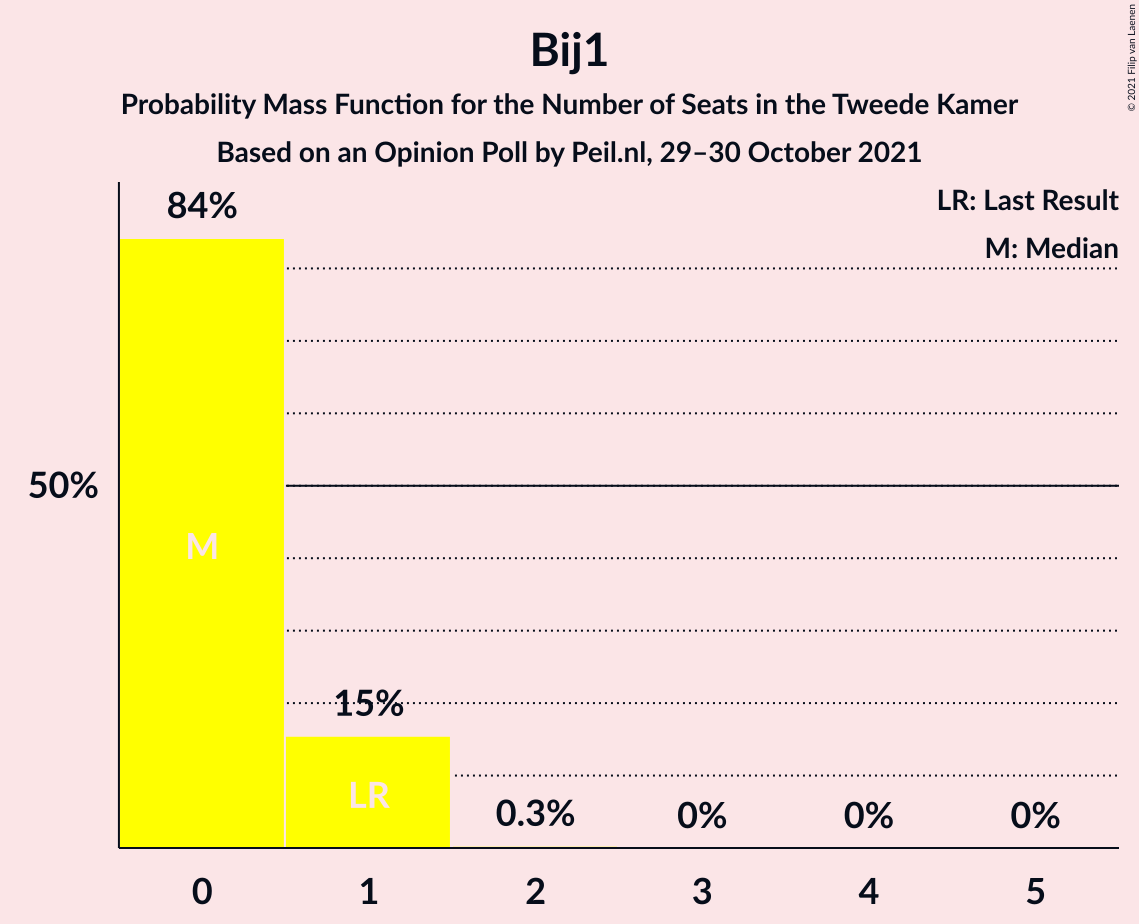 Bij1
Probability Mass Function for the Number of Seats in the Tweede Kamer
Based on an Opinion Poll by Peil.nl, 29–30 October 2021
© 2021 Filip van Laenen
LR: Last Result
M: Median
84%
50%
M
15%
LR
0.3%
0%
0%
0%
0 1 2 3 4 5